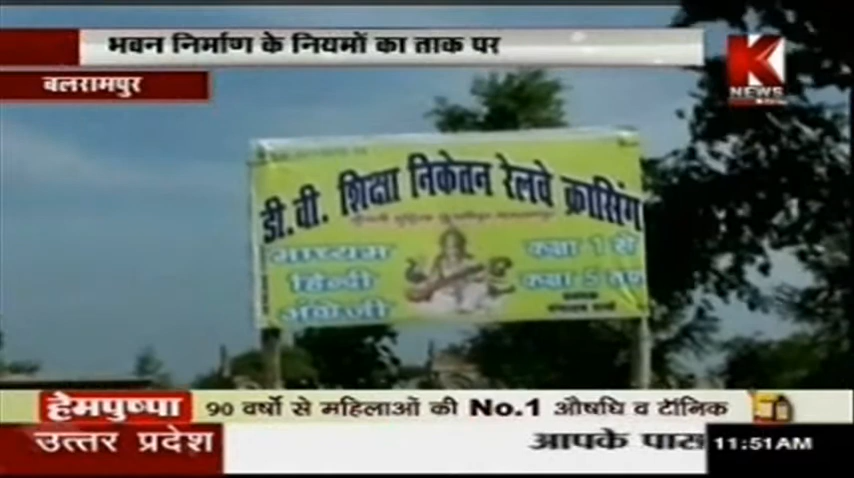 भवन निर्माण के नियमों का ताक पर
K
NEWS
बलरामपुर
डी.वी. शिक्षा निकेतन रेलवे क्रासिंग
माध्यम
हिन्दी
अंग्रेजी
कक्षा 1 से
कक्षा 5 तक
हेमपुष्पा 90 वर्षो से महिलाओं की No.1 औषधि व टॉनिक
उत्तर प्रदेश आपके पास 11:51AM